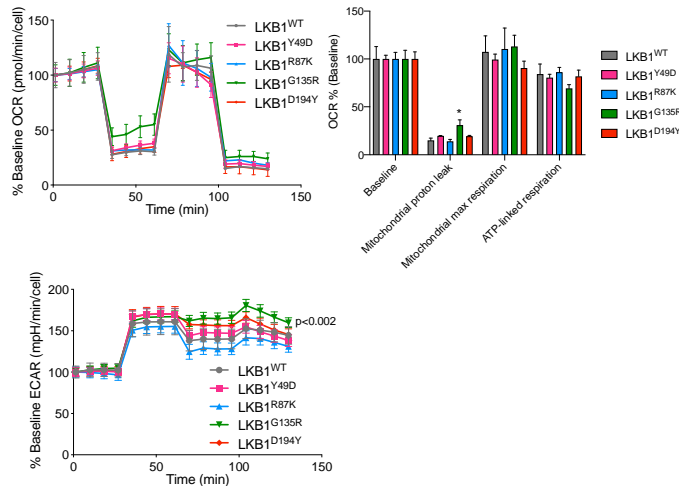 % Baseline OCR (pmol/min/cell)
150
100
50
0
0
50
100
150
Time (min)
LKB1WT
LKB1Y49D
LKB1R87K
LKB1G135R
LKB1D194Y
OCR % (Baseline)
150
100
50
0
*
Baseline
Mitochondrial proton leak
Mitochondrial max respiration
ATP-linked respiration
LKB1WT
LKB1Y49D
LKB1R87K
LKB1G135R
LKB1D194Y
% Baseline ECAR (mpH/min/cell)
200
150
100
50
0
0
50
100
150
Time (min)
p<0.002
LKB1WT
LKB1Y49D
LKB1R87K
LKB1G135R
LKB1D194Y